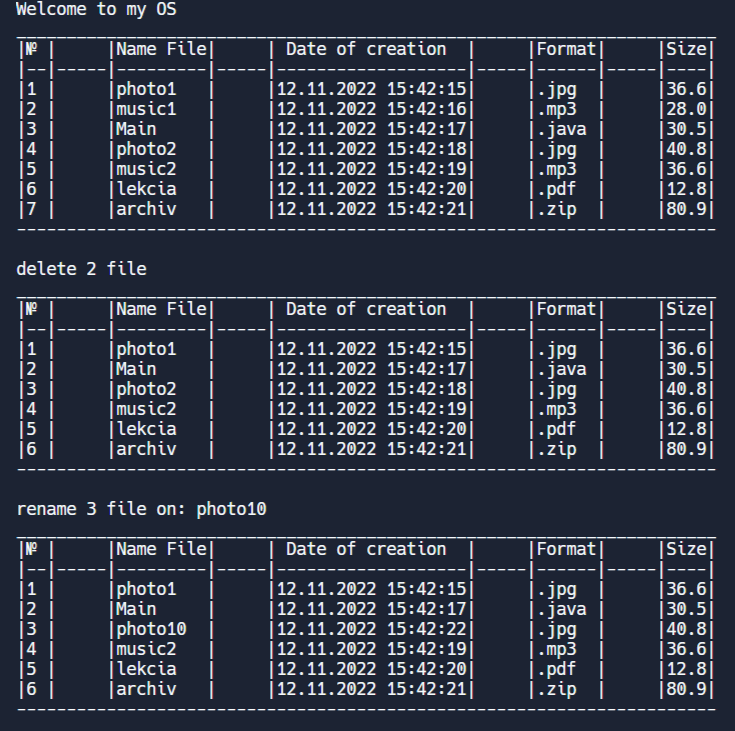 Welcome to my OS
______________________________________________________________________
|№ |     |Name File|     | Date of creation  |     |Format|     |Size|
|--|-----|---------|-----|-------------------|-----|------|-----|----|
|1 |     |photo1   |     |12.11.2022 15:42:15|     |.jpg  |     |36.6|
|2 |     |music1   |     |12.11.2022 15:42:16|     |.mp3  |     |28.0|
|3 |     |Main     |     |12.11.2022 15:42:17|     |.java |     |30.5|
|4 |     |photo2   |     |12.11.2022 15:42:18|     |.jpg  |     |40.8|
|5 |     |music2   |     |12.11.2022 15:42:19|     |.mp3  |     |36.6|
|6 |     |lekcia   |     |12.11.2022 15:42:20|     |.pdf  |     |12.8|
|7 |     |archiv   |     |12.11.2022 15:42:21|     |.zip  |     |80.9|
----------------------------------------------------------------------
delete 2 file
______________________________________________________________________
|№ |     |Name File|     | Date of creation  |     |Format|     |Size|
|--|-----|---------|-----|-------------------|-----|------|-----|----|
|1 |     |photo1   |     |12.11.2022 15:42:15|     |.jpg  |     |36.6|
|2 |     |Main     |     |12.11.2022 15:42:17|     |.java |     |30.5|
|3 |     |photo2   |     |12.11.2022 15:42:18|     |.jpg  |     |40.8|
|4 |     |music2   |     |12.11.2022 15:42:19|     |.mp3  |     |36.6|
|5 |     |lekcia   |     |12.11.2022 15:42:20|     |.pdf  |     |12.8|
|6 |     |archiv   |     |12.11.2022 15:42:21|     |.zip  |     |80.9|
----------------------------------------------------------------------
rename 3 file on: photo10
______________________________________________________________________
|№ |     |Name File|     | Date of creation  |     |Format|     |Size|
|--|-----|---------|-----|-------------------|-----|------|-----|----|
|1 |     |photo1   |     |12.11.2022 15:42:15|     |.jpg  |     |36.6|
|2 |     |Main     |     |12.11.2022 15:42:17|     |.java |     |30.5|
|3 |     |photo10  |     |12.11.2022 15:42:22|     |.jpg  |     |40.8|
|4 |     |music2   |     |12.11.2022 15:42:19|     |.mp3  |     |36.6|
|5 |     |lekcia   |     |12.11.2022 15:42:20|     |.pdf  |     |12.8|
|6 |     |archiv   |     |12.11.2022 15:42:21|     |.zip  |     |80.9|
----------------------------------------------------------------------